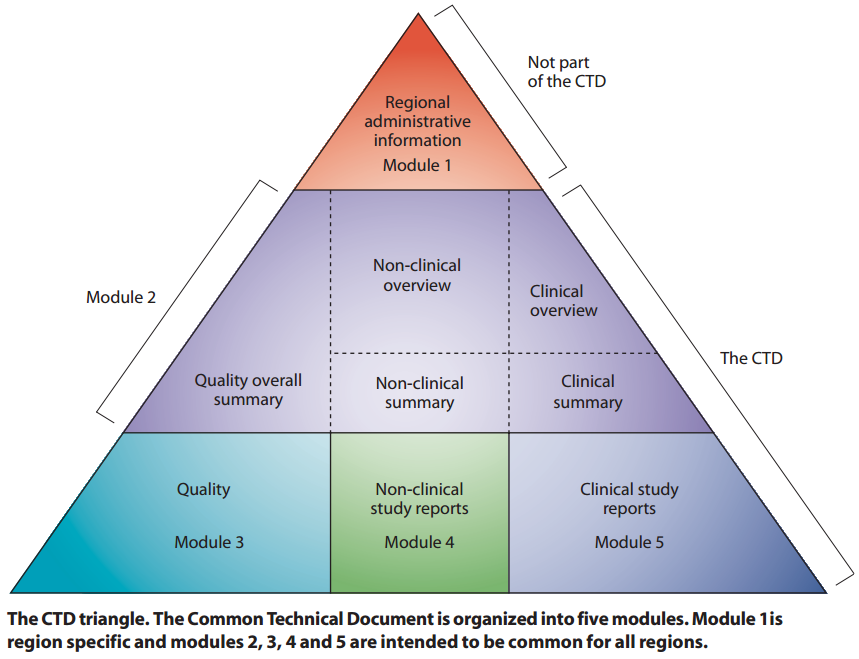 Not part
of the CTD
Regional
administrative
information
Module 1
Module 2
Non-clinical
overview
Clinical
overview
The CTD
Quality overall
summary
Non-clinical
summary
Clinical
summary
Quality
Module 3
Non-clinical
study reports
Module 4
Clinical study
reports
Module 5
The CTD triangle. The Common Technical Document is organized into five modules. Module 1is
region specific and modules 2, 3, 4 and 5 are intended to be common for all regions.